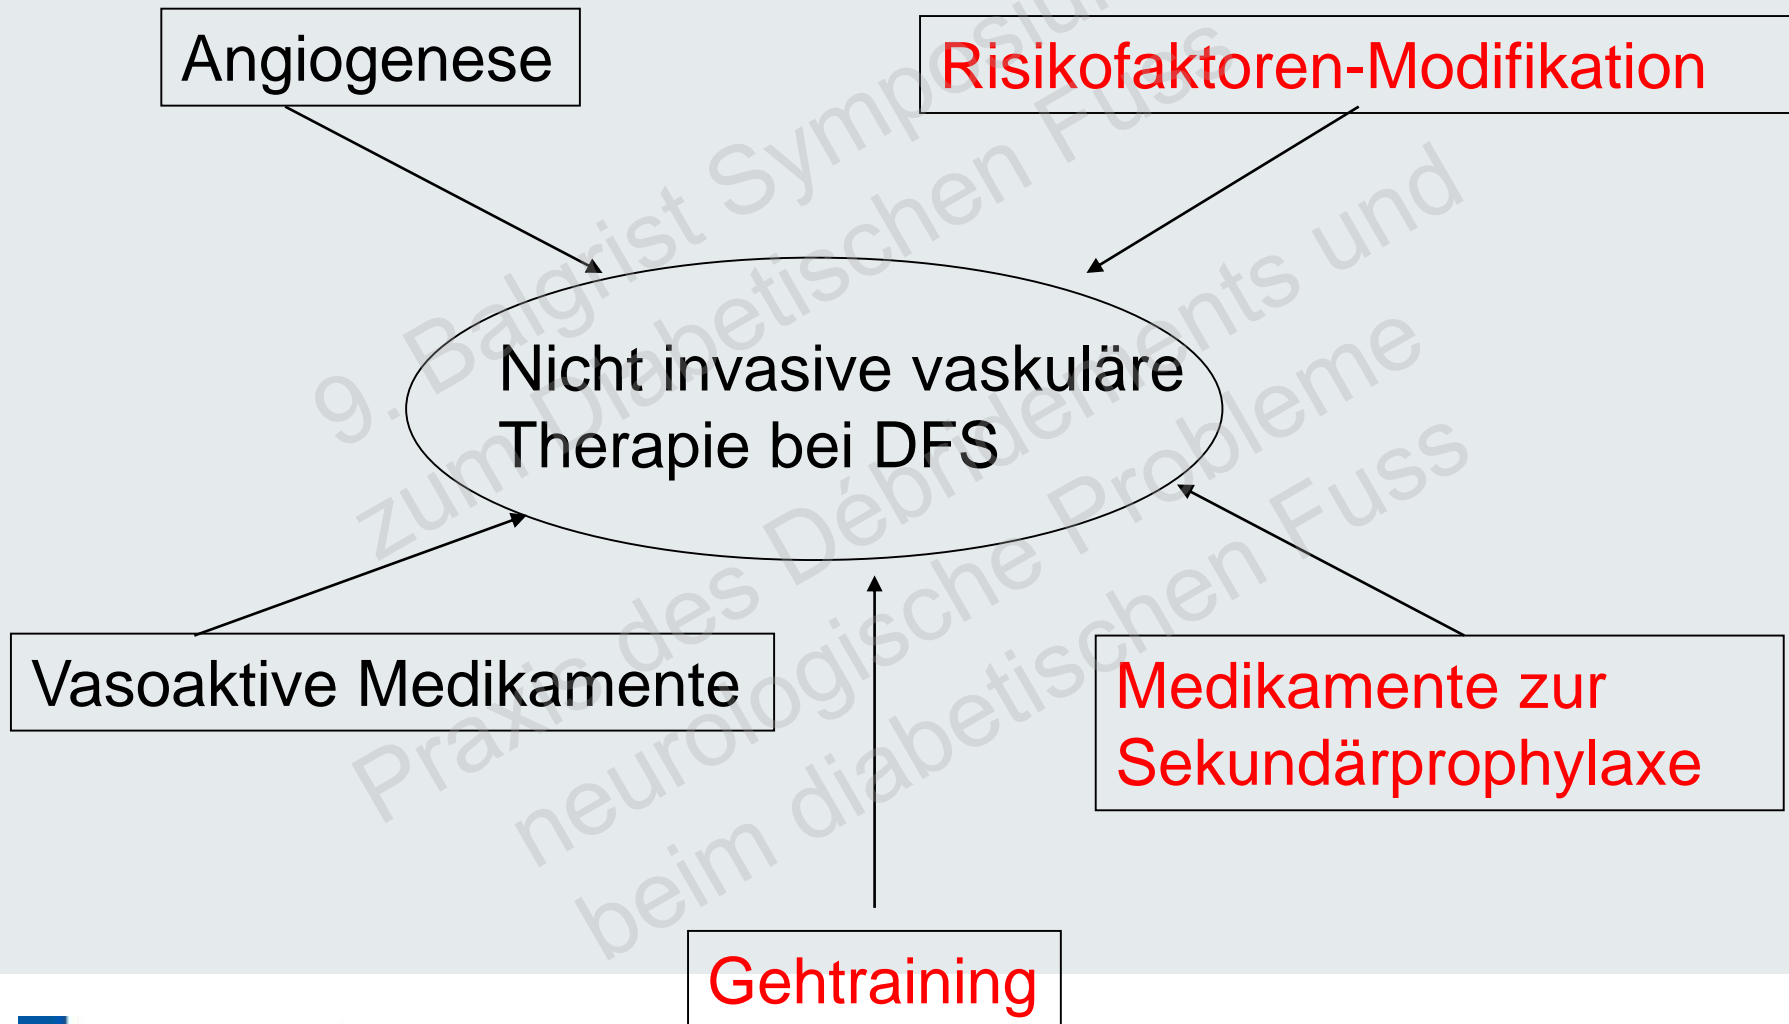 Angiogenese
Risikofaktoren-Modifikation
Nicht invasive vaskuläre
Therapie bei DFS
Vasoaktive Medikamente
Medikamente zur
Sekundärprophylaxe
Gehtraining
9. Balgrist Symposium
zum Diabetischen Fuss
Praxis des Débridements und
neurologische Probleme
beim diabetischen Fuss